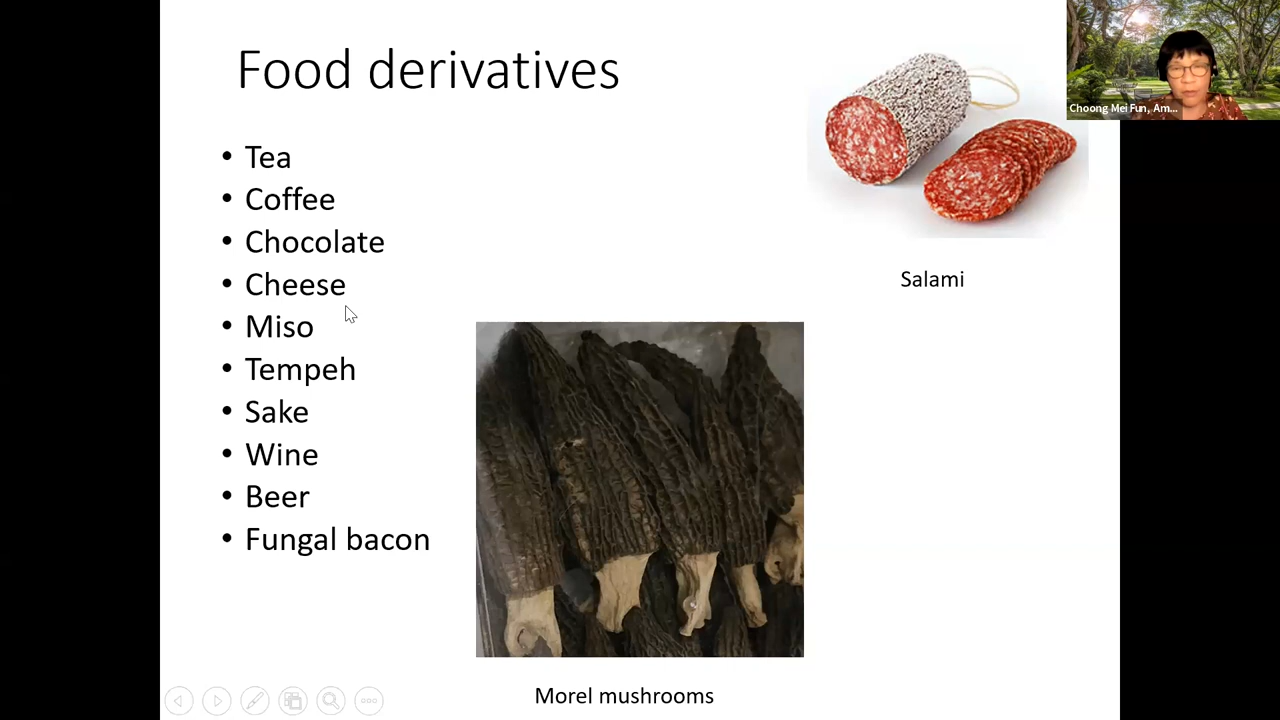 Food derivatives
• Tea
• Coffee
• Chocolate
• Cheese
• Miso
• Tempeh
• Sake
• Wine
• Beer
• Fungal bacon
Choong Mei Fun, Am...
Salami
Morel mushrooms